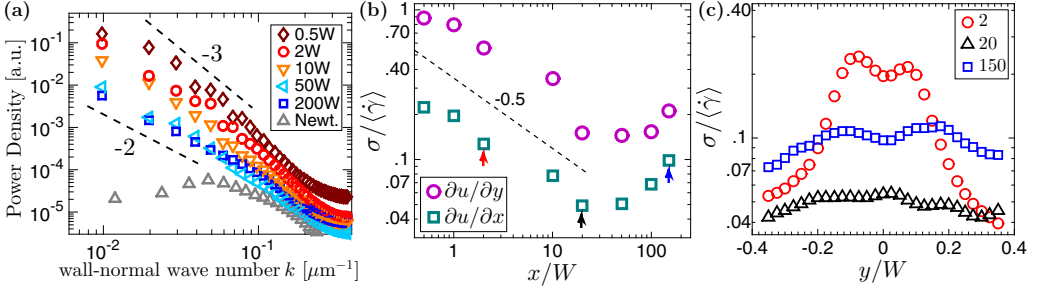 (a)
Power Density [a.u.]
10⁻¹
10⁻²
10⁻³
10⁻⁴
10⁻⁵
-3
-2
0.5W
2W
10W
50W
200W
Newt.
10⁻²
10⁻¹
wall-normal wave number k [μm⁻¹]
(b)
σ/⟨γ̇⟩
1
.70
.40
.1
.07
.04
-0.5
∂u/∂y
∂u/∂x
1
10
100
x/W
(c)
σ/⟨γ̇⟩
.40
.1
.07
.04
2
20
150
-0.4
-0.2
0
0.2
0.4
y/W